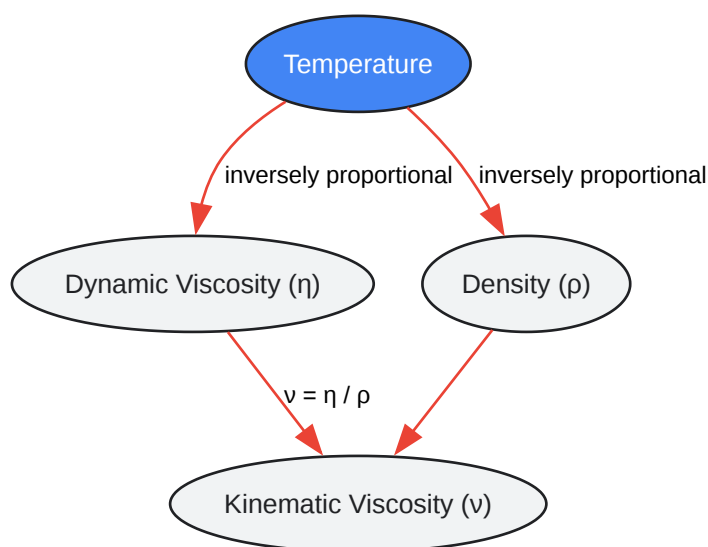 Temperature
inversely proportional
inversely proportional
Dynamic Viscosity (η)
Density (ρ)
ν = η / ρ
Kinematic Viscosity (ν)